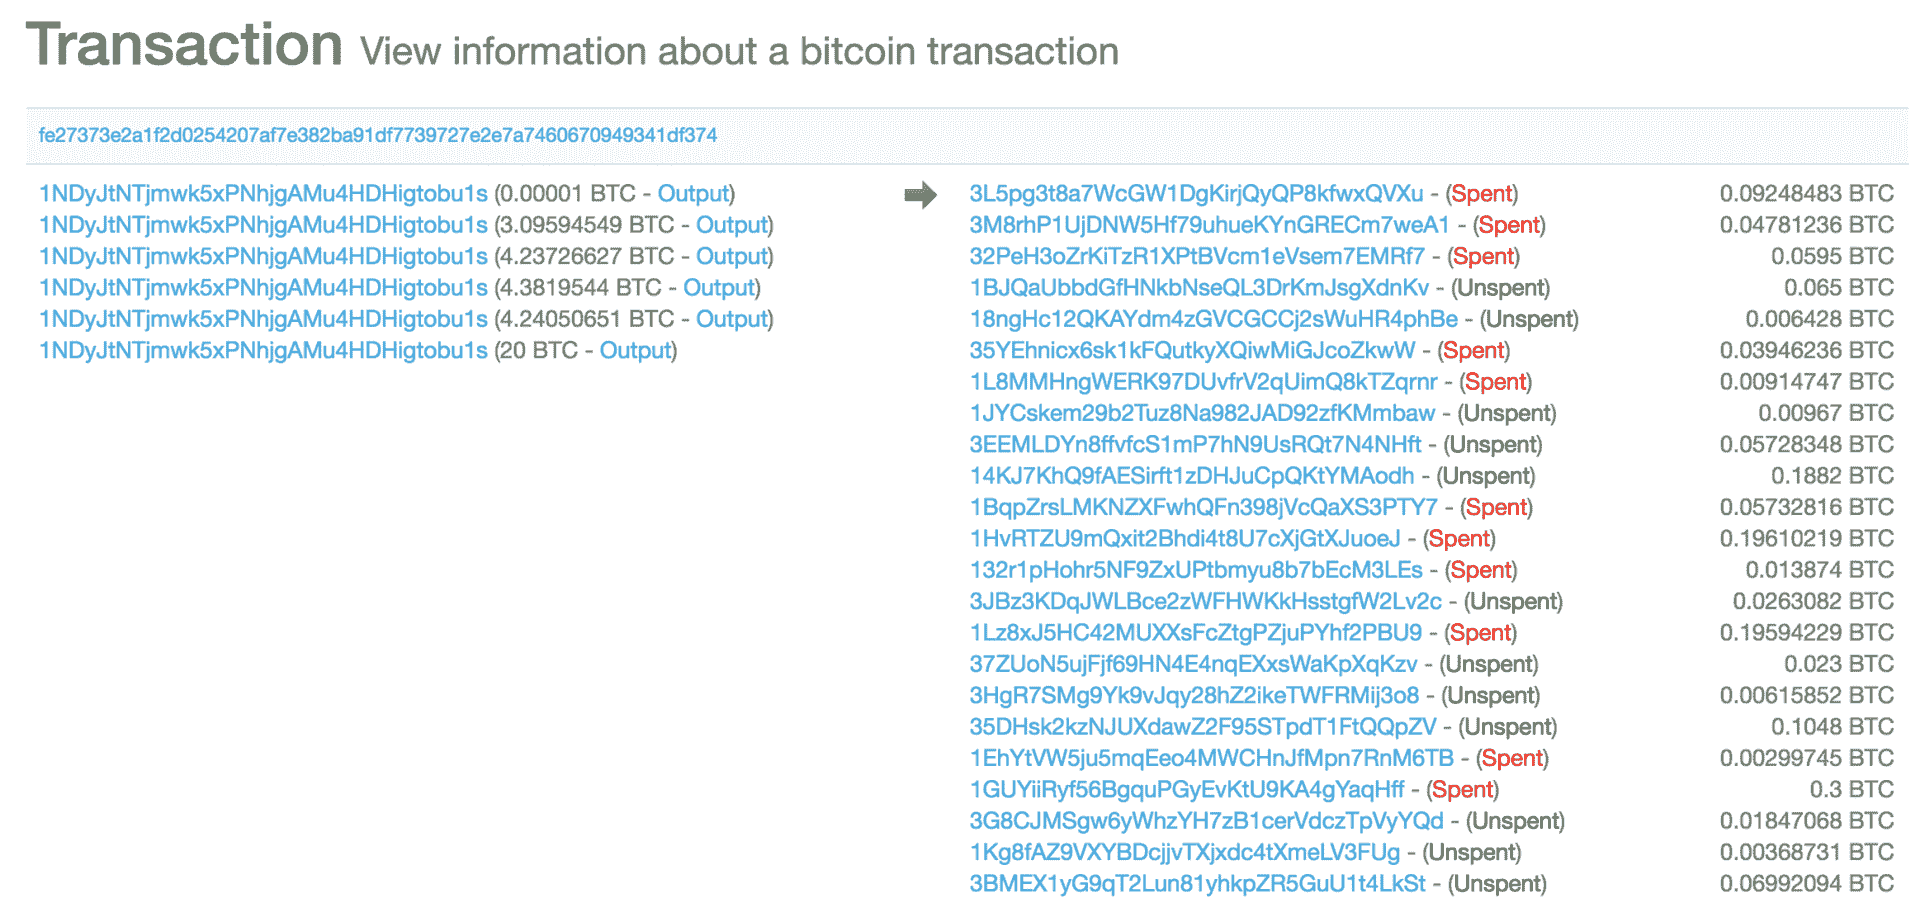 Transaction View information about a bitcoin transaction
fe27373e2a1f2d0254207af7e382ba91df7739727e2e7a7460670949341df374
1NDyJtNTjmwk5xPNhjgAMu4HDHigtobu1s (0.00001 BTC - Output)
1NDyJtNTjmwk5xPNhjgAMu4HDHigtobu1s (3.09594549 BTC - Output)
1NDyJtNTjmwk5xPNhjgAMu4HDHigtobu1s (4.23726627 BTC - Output)
1NDyJtNTjmwk5xPNhjgAMu4HDHigtobu1s (4.3819544 BTC - Output)
1NDyJtNTjmwk5xPNhjgAMu4HDHigtobu1s (4.24050651 BTC - Output)
1NDyJtNTjmwk5xPNhjgAMu4HDHigtobu1s (20 BTC - Output)
3L5pg3t8a7WcGW1DgKirjQyQP8kfwxQVXu - (Spent) 0.09248483 BTC
3M8rhP1UjDNW5Hf79uhueKYnGRECm7weA1 - (Spent) 0.04781236 BTC
32PeH3oZrKiTzR1XPtBVcm1eVsem7EMRf7 - (Spent) 0.0595 BTC
1BJQaUbbdGfHNkbNseQL3DrKmJsgXdnKv - (Unspent) 0.065 BTC
18ngHc12QKAYdm4zGVCGCCj2sWuHR4phBe - (Unspent) 0.006428 BTC
35YEhnicx6sk1kFQutkyXQiwMiGJcoZkwW - (Spent) 0.03946236 BTC
1L8MMHngWERK97DUvfrV2qUimQ8kTZqrnr - (Spent) 0.00914747 BTC
1JYCskem29b2Tuz8Na982JAD92zfKMmbaw - (Unspent) 0.00967 BTC
3EEMLDYn8ffvfcS1mP7hN9UsRQt7N4NHft - (Unspent) 0.05728348 BTC
14KJ7KhQ9fAESirft1zDHJuCpQKtYMAodh - (Unspent) 0.1882 BTC
1BqpZrsLMKNZXFwhQFn398jVcQaXS3PTY7 - (Spent) 0.05732816 BTC
1HvRTZU9mQxit2Bhdi4t8U7cXjGtXJuoeJ - (Spent) 0.19610219 BTC
132r1pHohr5NF9ZxUPtbmyu8b7bEcM3LEs - (Spent) 0.013874 BTC
3JBz3KDqJWLBce2zWFHWKkHsstgfW2Lv2c - (Unspent) 0.0263082 BTC
1Lz8xJ5HC42MUXXsFcZtgPZjuPYhf2PBU9 - (Spent) 0.19594229 BTC
37ZUoN5ujFjf69HN4E4nqEXxsWaKpXqKzv - (Unspent) 0.023 BTC
3HgR7SMg9Yk9vJqy28hZ2ikeTWFRMij3o8 - (Unspent) 0.00615852 BTC
35DHsk2kzNJUXdawZ2F95STpdT1FtQQpZV - (Unspent) 0.1048 BTC
1EhYtVW5ju5mqEeo4MWCHnJfMpn7RnM6TB - (Spent) 0.00299745 BTC
1GUYiiRyf56BgquPGyEvKtU9KA4gYaqHff - (Spent) 0.3 BTC
3G8CJMSgw6yWhzYH7zB1cerVdczTpVyYQd - (Unspent) 0.01847068 BTC
1Kg8fAZ9VXYBDcjjvTXjxdc4tXmeLV3FUg - (Unspent) 0.00368731 BTC
3BMEX1yG9qT2Lun81yhkpZR5GuU1t4LkSt - (Unspent) 0.06992094 BTC